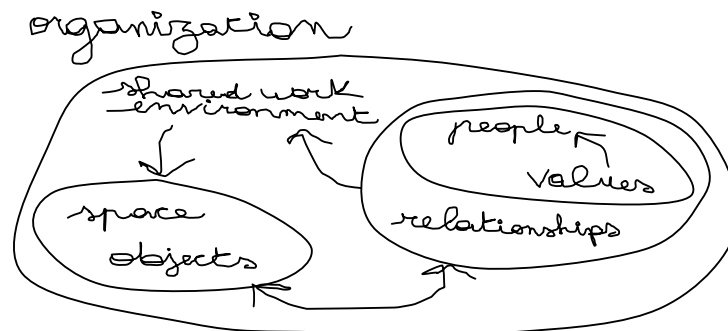 organization
shared work
environment
people
values
space
objects
relationships